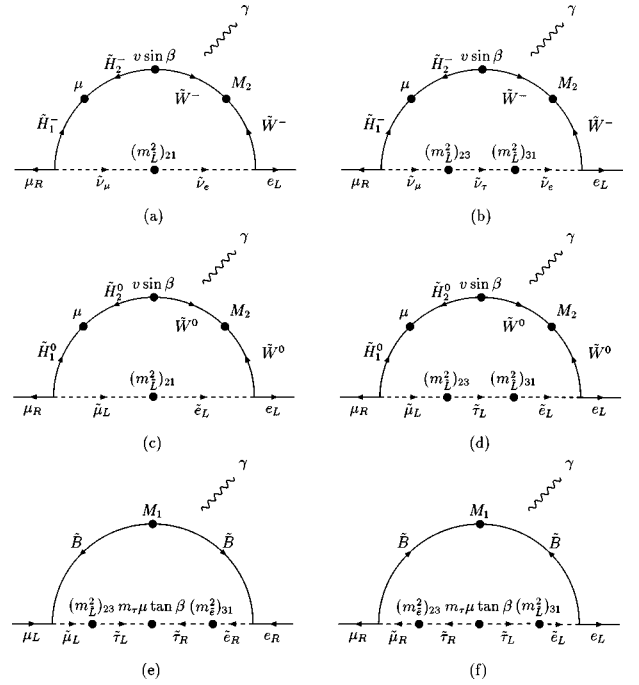 γ γ
H̃₂⁻ v sin β H̃₂⁻ v sin β
μ M₂ μ M₂
W̃⁻ W̃⁻
H̃₁⁻ W̃⁻ H̃₁⁻ W̃⁻
(m²_L̃)₂₁ (m²_L̃)₂₃ (m²_L̃)₃₁
μ_R ν̃_μ ν̃_e e_L μ_R ν̃_μ ν̃_τ ν̃_e e_L
(a) (b)
γ γ
H̃₂⁰ v sin β H̃₂⁰ v sin β
μ M₂ μ M₂
W̃⁰ W̃⁰
H̃₁⁰ W̃⁰ H̃₁⁰ W̃⁰
(m²_L̃)₂₁ (m²_L̃)₂₃ (m²_L̃)₃₁
μ_R μ̃_L ẽ_L e_L μ_R μ̃_L τ̃_L ẽ_L e_L
(c) (d)
γ γ
M₁ M₁
B̃ B̃ B̃ B̃
(m²_L̃)₂₃ m_τ μ tan β (m²_ẽ)₃₁ (m²_ẽ)₂₃ m_τ μ tan β (m²_L̃)₃₁
μ_L μ̃_L τ̃_L τ̃_R ẽ_R e_R μ_R μ̃_R τ̃_R τ̃_L ẽ_L e_L
(e) (f)